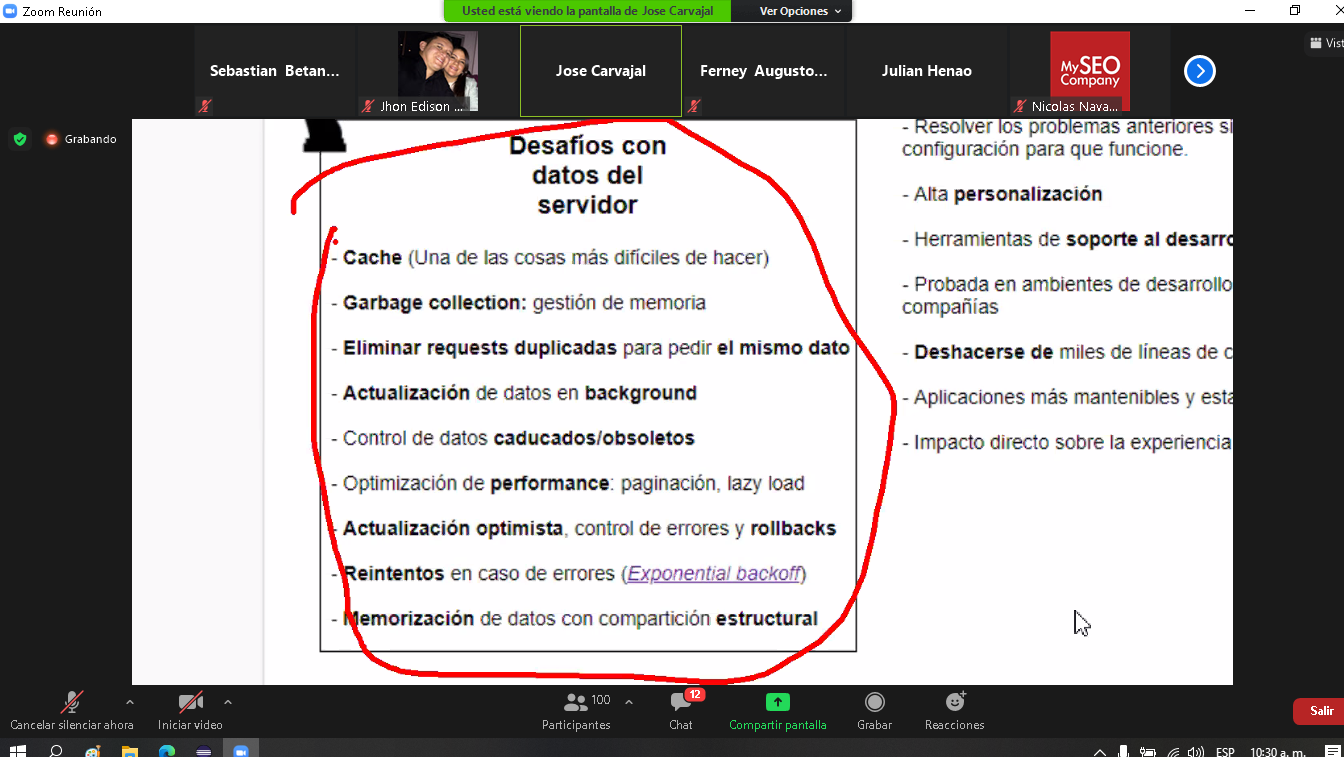 Zoom Reunión
Usted está viendo la pantalla de Jose Carvajal
Ver Opciones
Vist
Sebastian Betan...
Jhon Edison ...
Jose Carvajal
Ferney Augusto...
Julian Henao
MySEO
Company
Nicolas Nava...
Grabando
Desafíos con
datos del
servidor
- Cache (Una de las cosas más difíciles de hacer)
- Garbage collection: gestión de memoria
- Eliminar requests duplicadas para pedir el mismo dato
- Actualización de datos en background
- Control de datos caducados/obsoletos
- Optimización de performance: paginación, lazy load
- Actualización optimista, control de errores y rollbacks
- Reintentos en caso de errores (Exponential backoff)
- Memorización de datos con compartición estructural
- Resolver los problemas anteriores si
configuración para que funcione.
- Alta personalización
- Herramientas de soporte al desarro
- Probada en ambientes de desarrollo
compañías
- Deshacerse de miles de líneas de c
- Aplicaciones más mantenibles y esta
- Impacto directo sobre la experiencia
Cancelar silenciar ahora
Iniciar video
100
Participantes
12
Chat
Compartir pantalla
Grabar
Reacciones
Salir
ESP
10:30 a. m.